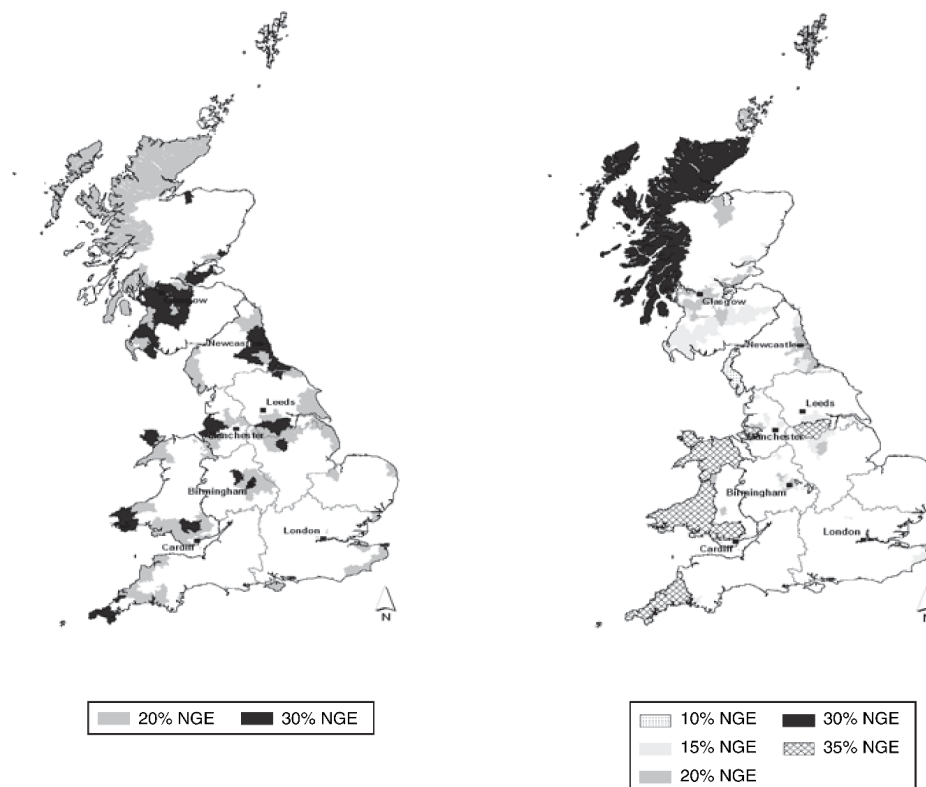 Glasgow
Newcastle
Leeds
Manchester
Birmingham
London
Cardiff
N
20% NGE 30% NGE
Glasgow
Newcastle
Leeds
Manchester
Birmingham
London
Cardiff
N
10% NGE 30% NGE
15% NGE 35% NGE
20% NGE